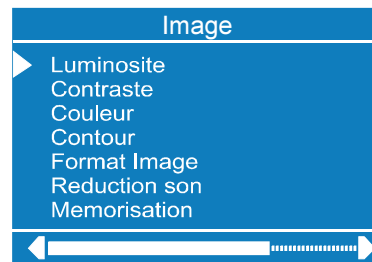 Image
Luminosite
Contraste
Couleur
Contour
Format Image
Reduction son
Memorisation